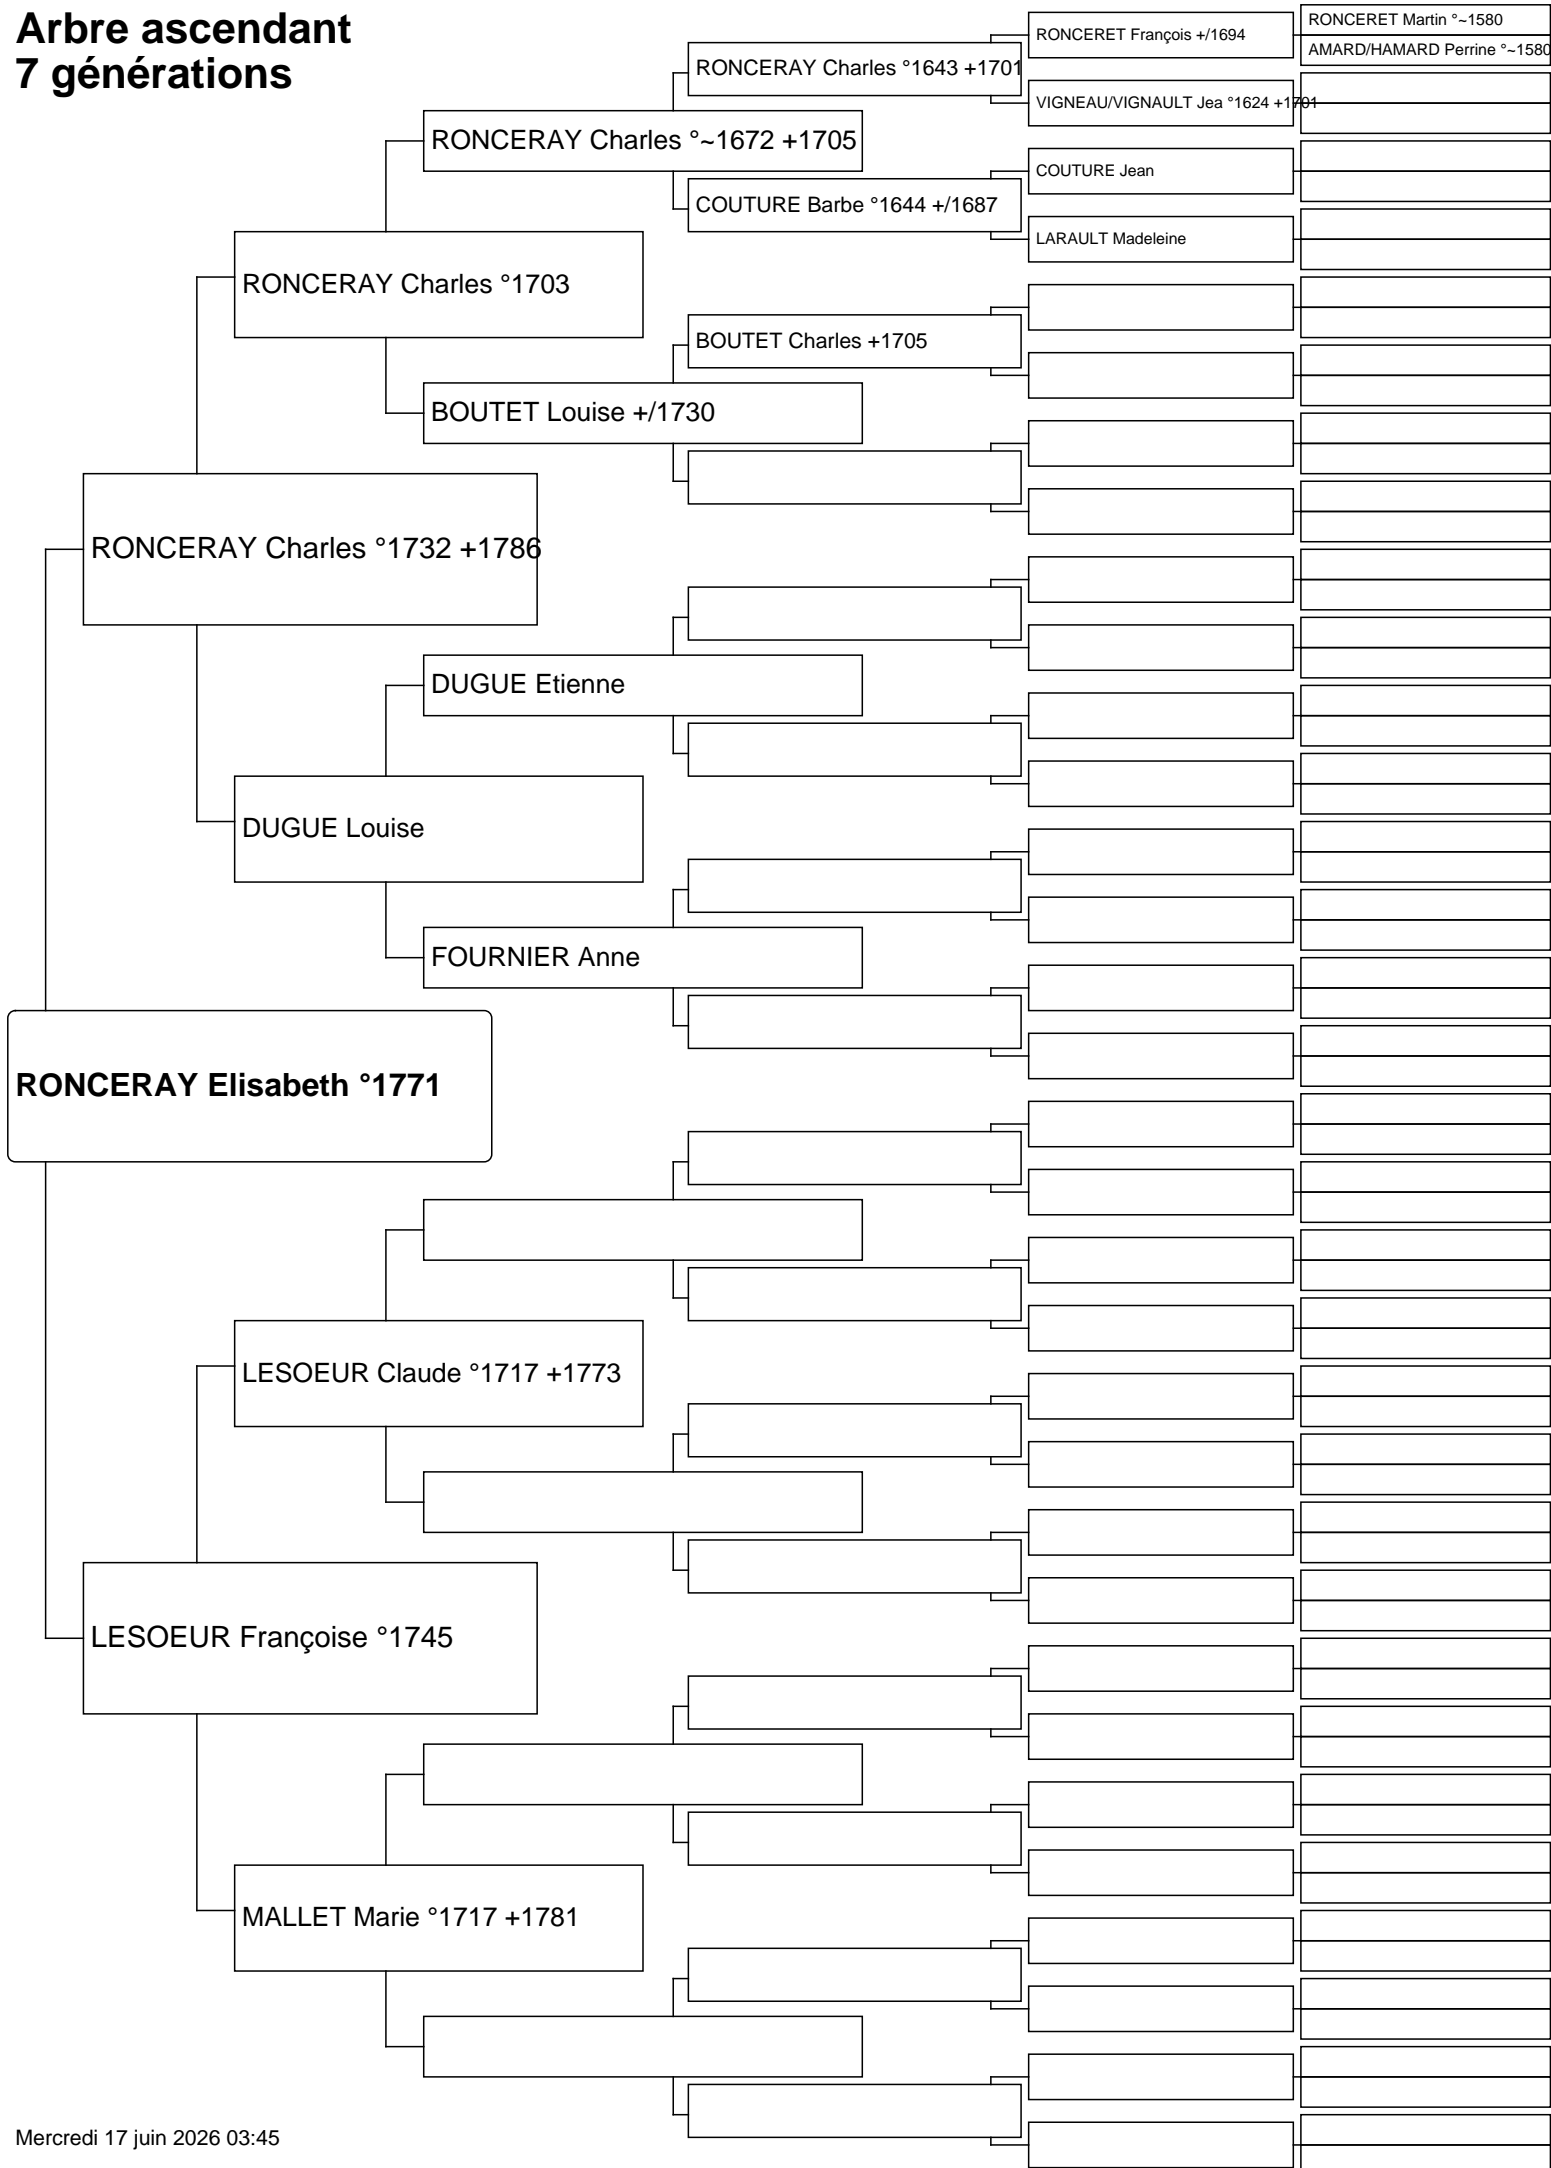 Arbre ascendant
7 générations
RONCERET Martin °~1580
RONCERET François +/1694
AMARD/HAMARD Perrine °~1580
RONCERAY Charles °1643 +1701
VIGNEAU/VIGNAULT Jea °1624 +1701
RONCERAY Charles °~1672 +1705
COUTURE Jean
COUTURE Barbe °1644 +/1687
LARAULT Madeleine
RONCERAY Charles °1703
BOUTET Charles +1705
BOUTET Louise +/1730
RONCERAY Charles °1732 +1786
DUGUE Etienne
DUGUE Louise
FOURNIER Anne
RONCERAY Elisabeth °1771
LESOEUR Claude °1717 +1773
LESOEUR Françoise °1745
MALLET Marie °1717 +1781
Mercredi 17 juin 2026 03:45